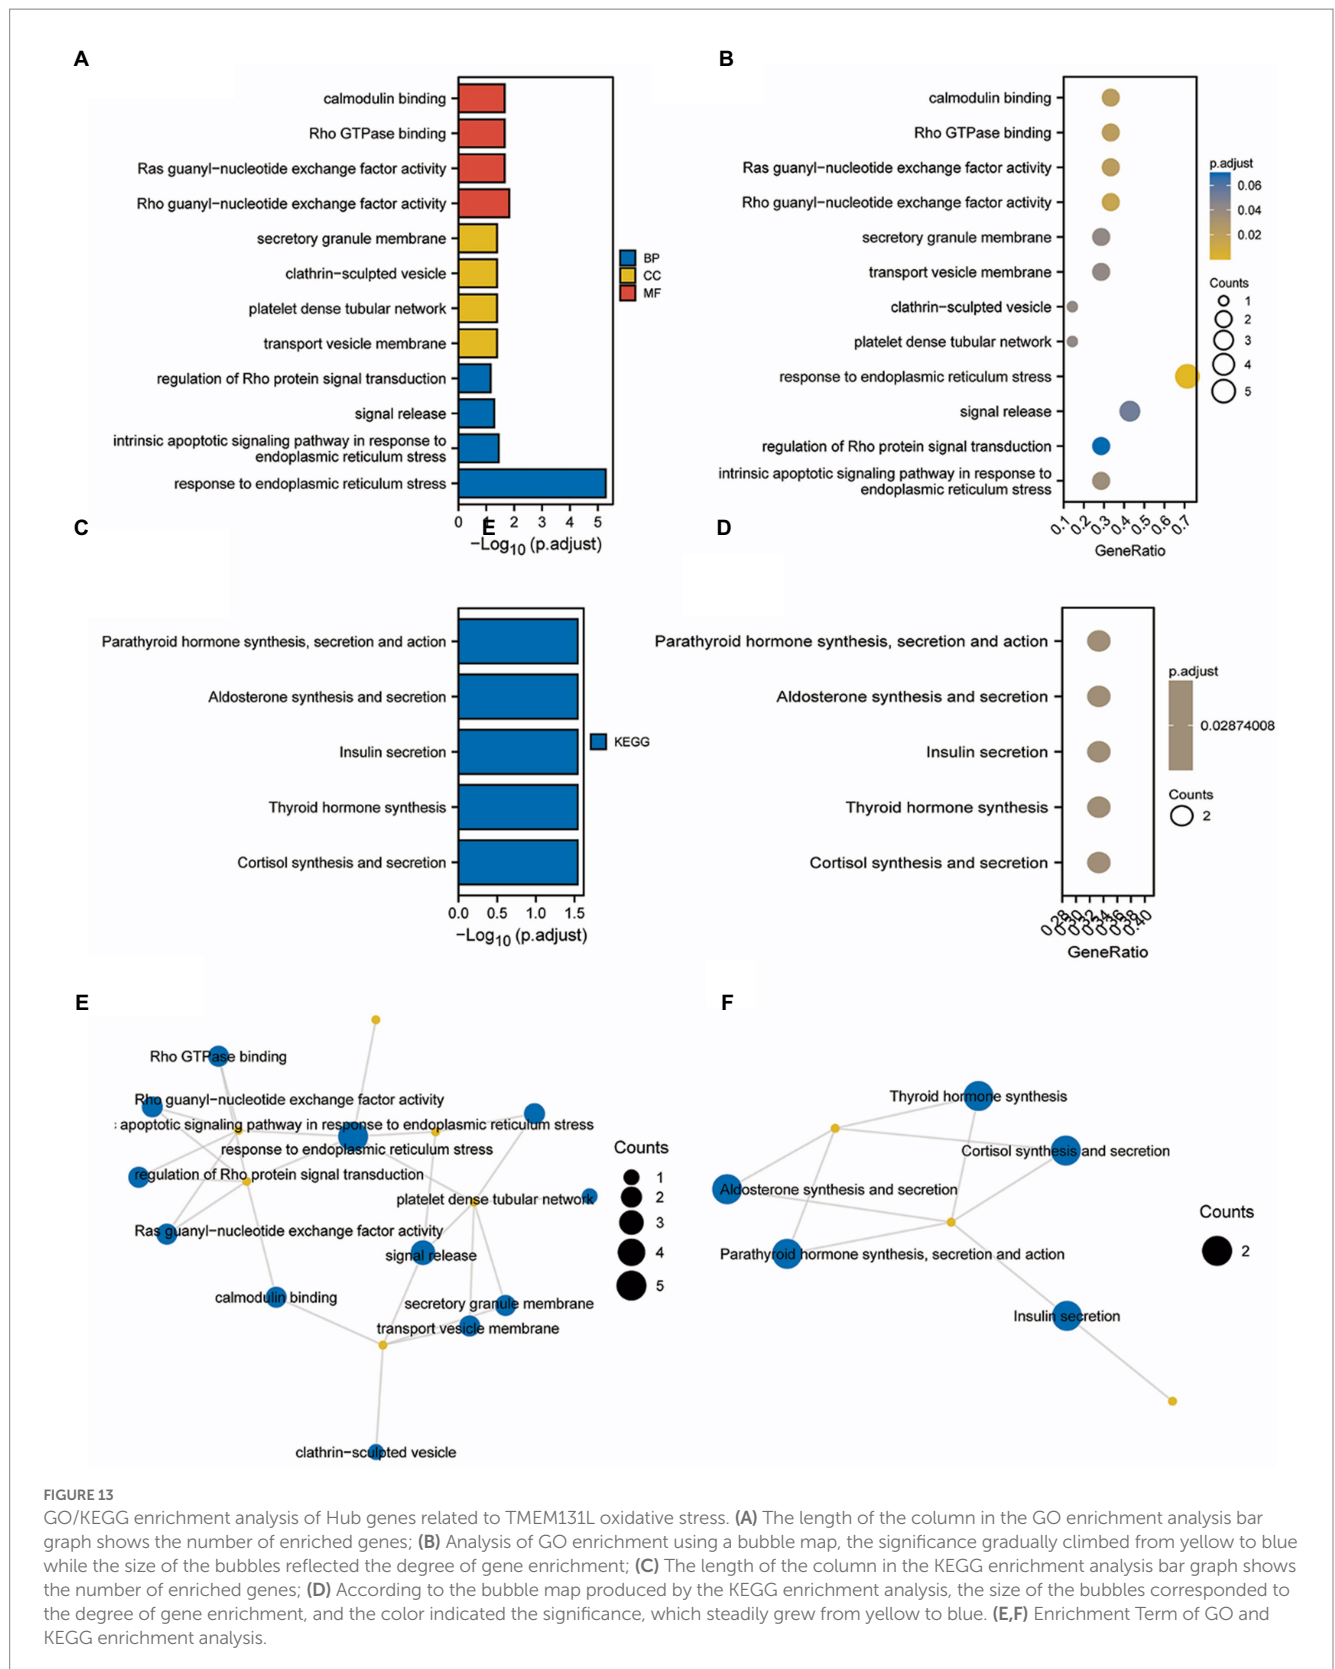 A
calmodulin binding
Rho GTPase binding
Ras guanyl−nucleotide exchange factor activity
Rho guanyl−nucleotide exchange factor activity
secretory granule membrane
clathrin−sculpted vesicle
platelet dense tubular network
transport vesicle membrane
regulation of Rho protein signal transduction
signal release
intrinsic apoptotic signaling pathway in response to
endoplasmic reticulum stress
response to endoplasmic reticulum stress
0 1 2 3 4 5
−Log10 (p.adjust)
BP
CC
MF
B
calmodulin binding
Rho GTPase binding
Ras guanyl−nucleotide exchange factor activity
Rho guanyl−nucleotide exchange factor activity
secretory granule membrane
transport vesicle membrane
clathrin−sculpted vesicle
platelet dense tubular network
response to endoplasmic reticulum stress
signal release
regulation of Rho protein signal transduction
intrinsic apoptotic signaling pathway in response to
endoplasmic reticulum stress
0.1 0.2 0.3 0.4 0.5 0.6 0.7
GeneRatio
p.adjust
0.06
0.04
0.02
Counts
1
2
3
4
5
C
E
Parathyroid hormone synthesis, secretion and action
Aldosterone synthesis and secretion
Insulin secretion
Thyroid hormone synthesis
Cortisol synthesis and secretion
0.0 0.5 1.0 1.5
−Log10 (p.adjust)
KEGG
D
Parathyroid hormone synthesis, secretion and action
Aldosterone synthesis and secretion
Insulin secretion
Thyroid hormone synthesis
Cortisol synthesis and secretion
0.28 0.30 0.32 0.34 0.36 0.38 0.40
GeneRatio
p.adjust
0.02874008
Counts
2
E
Rho GTPase binding
Rho guanyl−nucleotide exchange factor activity
apoptotic signaling pathway in response to endoplasmic reticulum stress
response to endoplasmic reticulum stress
regulation of Rho protein signal transduction
platelet dense tubular network
Ras guanyl−nucleotide exchange factor activity
signal release
calmodulin binding
secretory granule membrane
transport vesicle membrane
clathrin−sculpted vesicle
Counts
1
2
3
4
5
F
Thyroid hormone synthesis
Cortisol synthesis and secretion
Aldosterone synthesis and secretion
Parathyroid hormone synthesis, secretion and action
Insulin secretion
Counts
2
FIGURE 13
GO/KEGG enrichment analysis of Hub genes related to TMEM131L oxidative stress. (A) The length of the column in the GO enrichment analysis bar
graph shows the number of enriched genes; (B) Analysis of GO enrichment using a bubble map, the significance gradually climbed from yellow to blue
while the size of the bubbles reflected the degree of gene enrichment; (C) The length of the column in the KEGG enrichment analysis bar graph shows
the number of enriched genes; (D) According to the bubble map produced by the KEGG enrichment analysis, the size of the bubbles corresponded to
the degree of gene enrichment, and the color indicated the significance, which steadily grew from yellow to blue. (E,F) Enrichment Term of GO and
KEGG enrichment analysis.